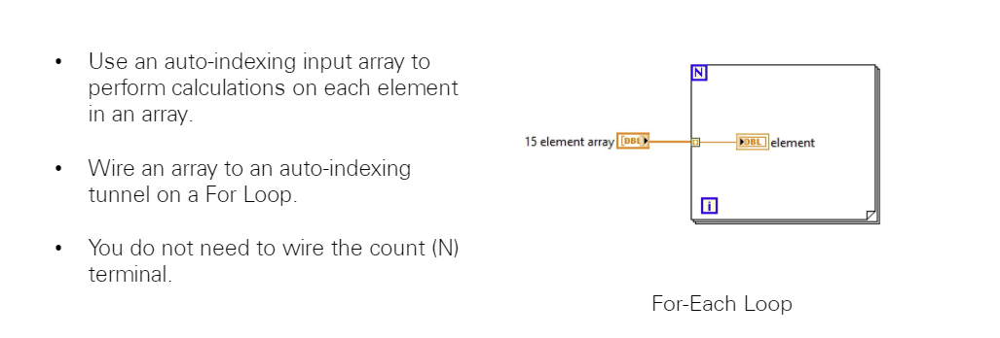 • Use an auto-indexing input array to
perform calculations on each element
in an array.
• Wire an array to an auto-indexing
tunnel on a For Loop.
• You do not need to wire the count (N)
terminal.
N
15 element array [DBL]
DBL element
i
For-Each Loop